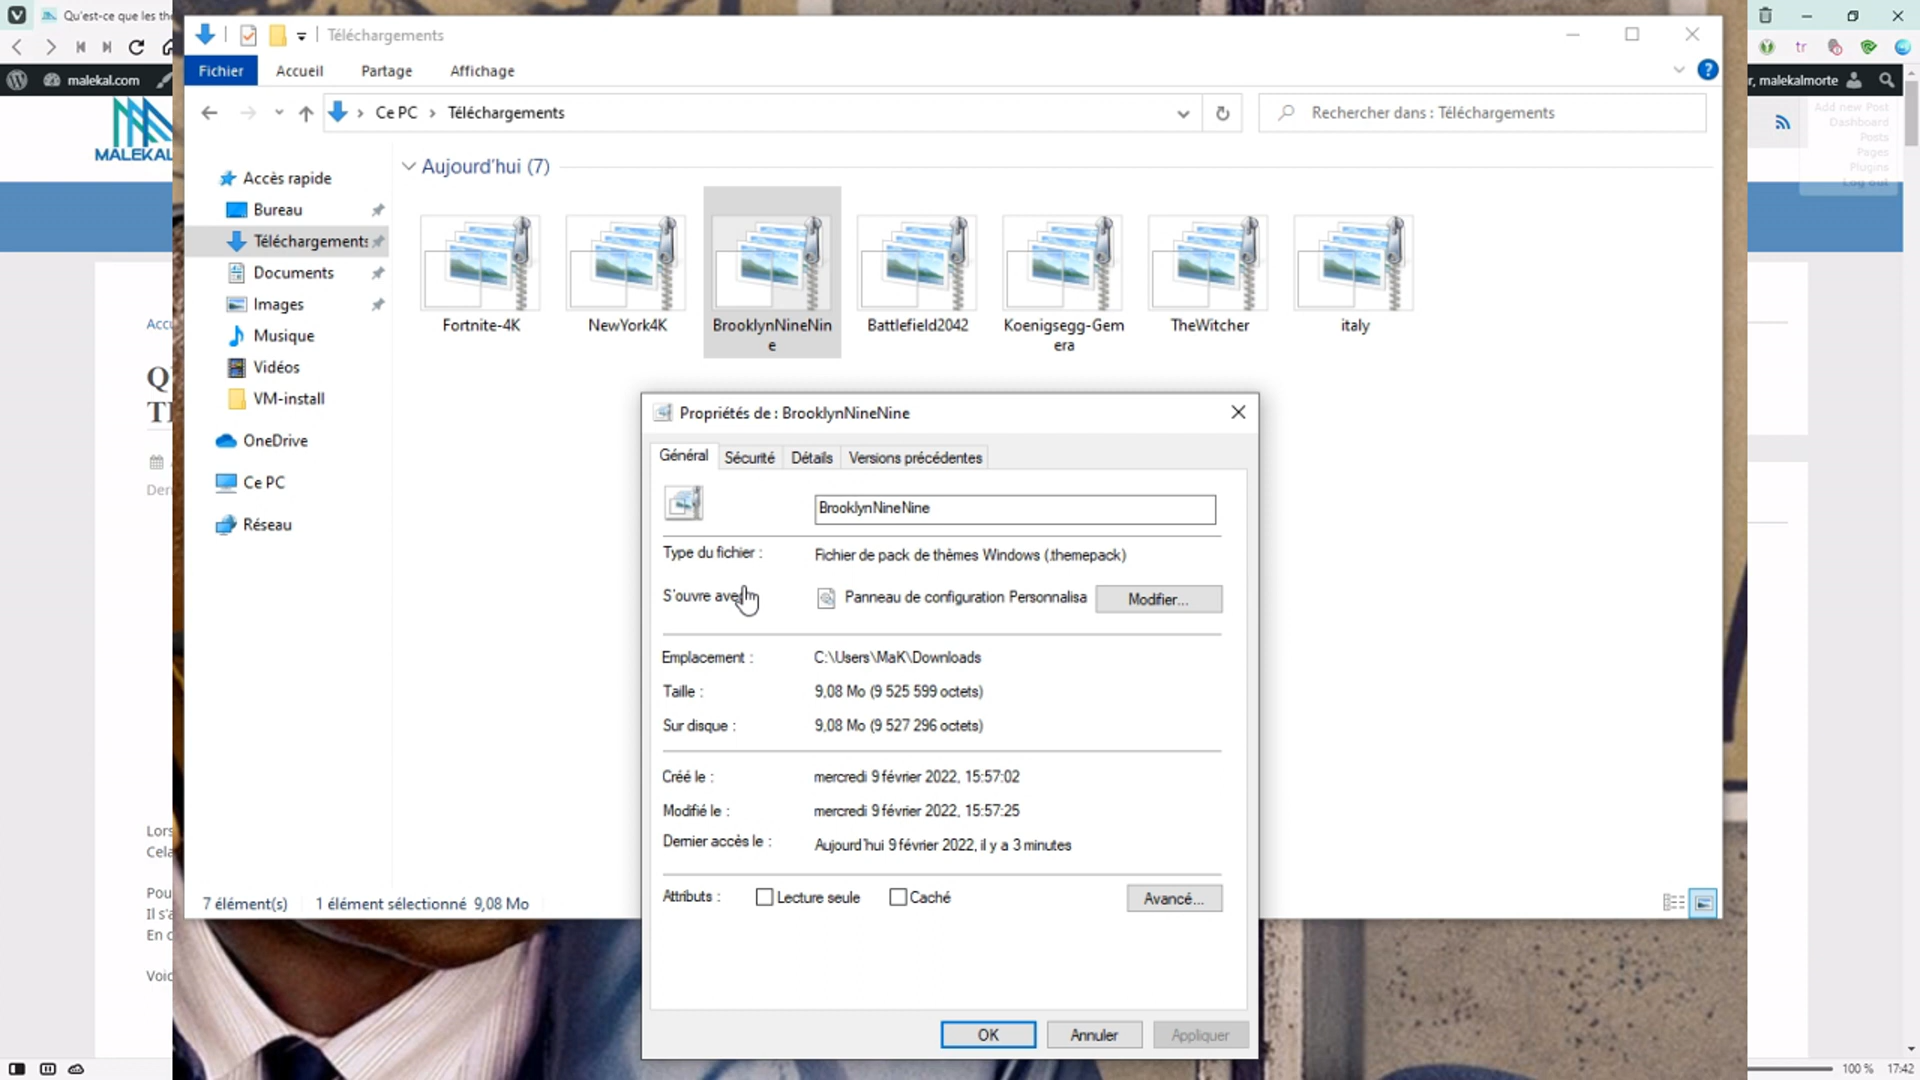 Qu'est-ce que les th
malekal.com
MALEKAL
Accu
Q
T
Der
Lors
Cela
Pou
Il s'a
En c
Voic
Téléchargements
Fichier
Accueil
Partage
Affichage
Ce PC
Téléchargements
Rechercher dans : Téléchargements
Accès rapide
Bureau
Téléchargements
Documents
Images
Musique
Vidéos
VM-install
OneDrive
Ce PC
Réseau
Aujourd'hui (7)
Fortnite-4K
NewYork4K
BrooklynNineNin
e
Battlefield2042
Koenigsegg-Gem
era
TheWitcher
italy
7 élément(s)
1 élément sélectionné 9,08 Mo
Propriétés de : BrooklynNineNine
Général
Sécurité
Détails
Versions précédentes
BrooklynNineNine
Type du fichier :
Fichier de pack de thèmes Windows (.themepack)
S'ouvre ave
Panneau de configuration Personnalisa
Modifier...
Emplacement :
C:\Users\MaK\Downloads
Taille :
9,08 Mo (9 525 599 octets)
Sur disque :
9,08 Mo (9 527 296 octets)
Créé le :
mercredi 9 février 2022, 15:57:02
Modifié le :
mercredi 9 février 2022, 15:57:25
Dernier accès le :
Aujourd'hui 9 février 2022, il y a 3 minutes
Attributs :
Lecture seule
Caché
Avancé...
OK
Annuler
Appliquer
tr
r, malekalmorte
Add new Post
Dashboard
Posts
Pages
Plugins
Log out
100 %
17:42